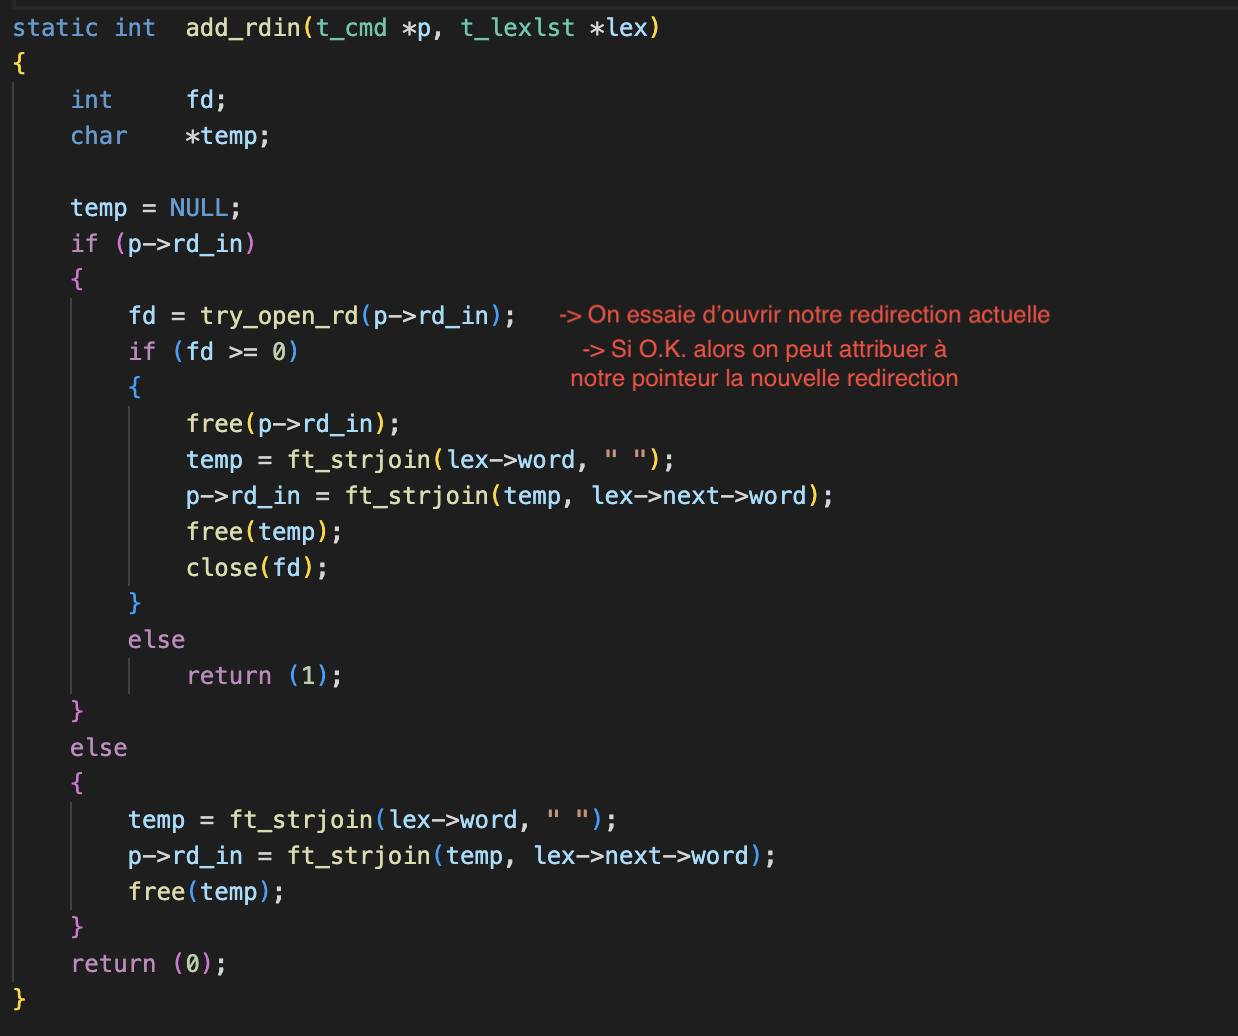 static int  add_rdin(t_cmd *p, t_lexlst *lex)
{
    int     fd;
    char    *temp;

    temp = NULL;
    if (p->rd_in)
    {
        fd = try_open_rd(p->rd_in);   -> On essaie d’ouvrir notre redirection actuelle
        if (fd >= 0)   -> Si O.K. alors on peut attribuer à
        {   notre pointeur la nouvelle redirection
            free(p->rd_in);
            temp = ft_strjoin(lex->word, " ");
            p->rd_in = ft_strjoin(temp, lex->next->word);
            free(temp);
            close(fd);
        }
        else
            return (1);
    }
    else
    {
        temp = ft_strjoin(lex->word, " ");
        p->rd_in = ft_strjoin(temp, lex->next->word);
        free(temp);
    }
    return (0);
}